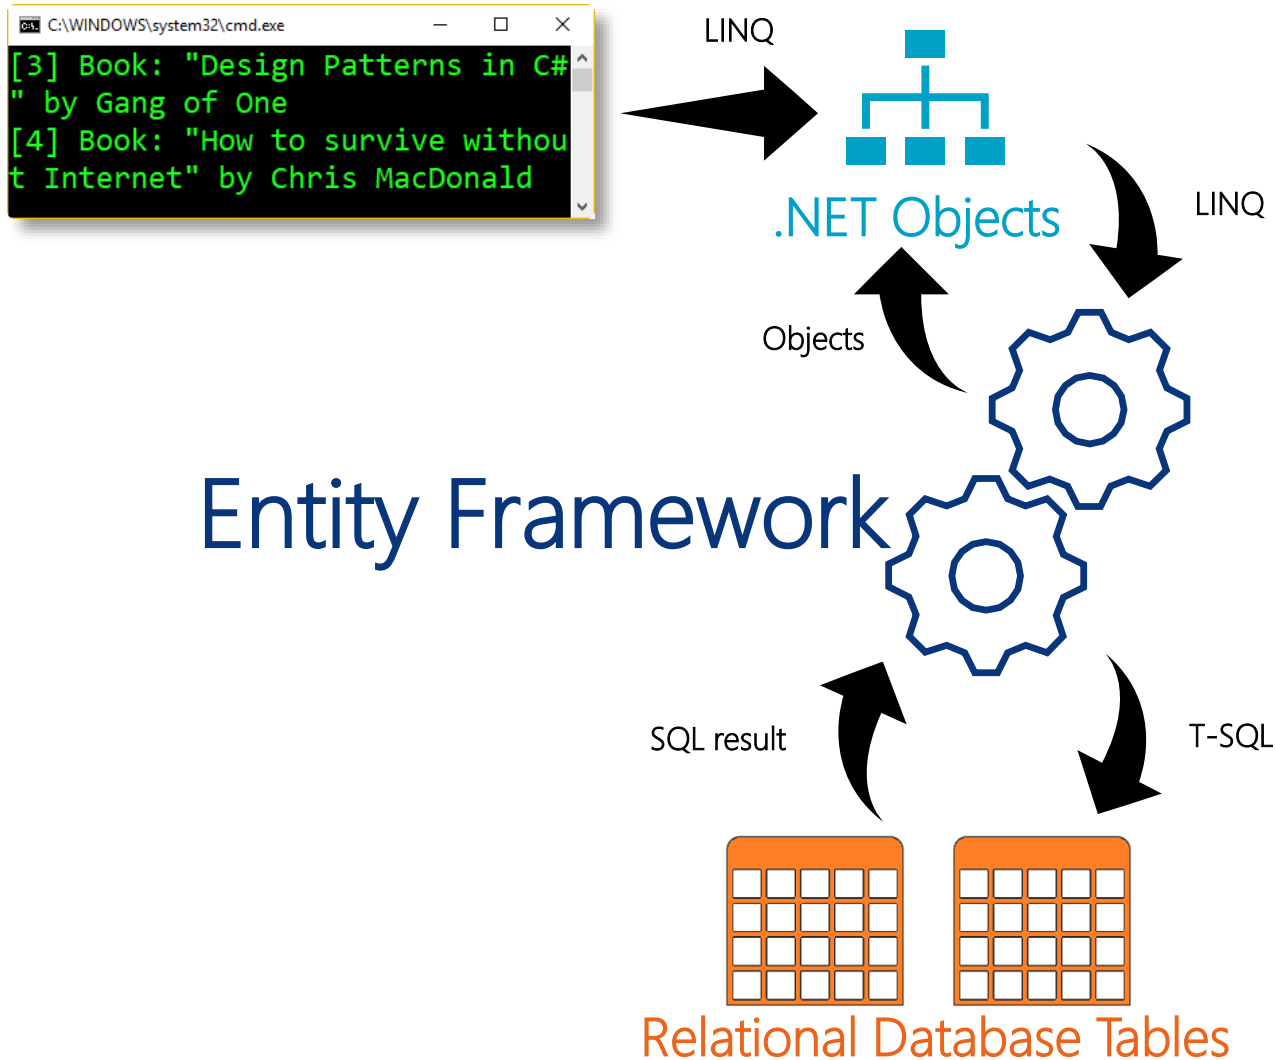 C:\WINDOWS\system32\cmd.exe
[3] Book: "Design Patterns in C#
" by Gang of One
[4] Book: "How to survive withou
t Internet" by Chris MacDonald
LINQ
.NET Objects
LINQ
Objects
Entity Framework
SQL result
T-SQL
Relational Database Tables